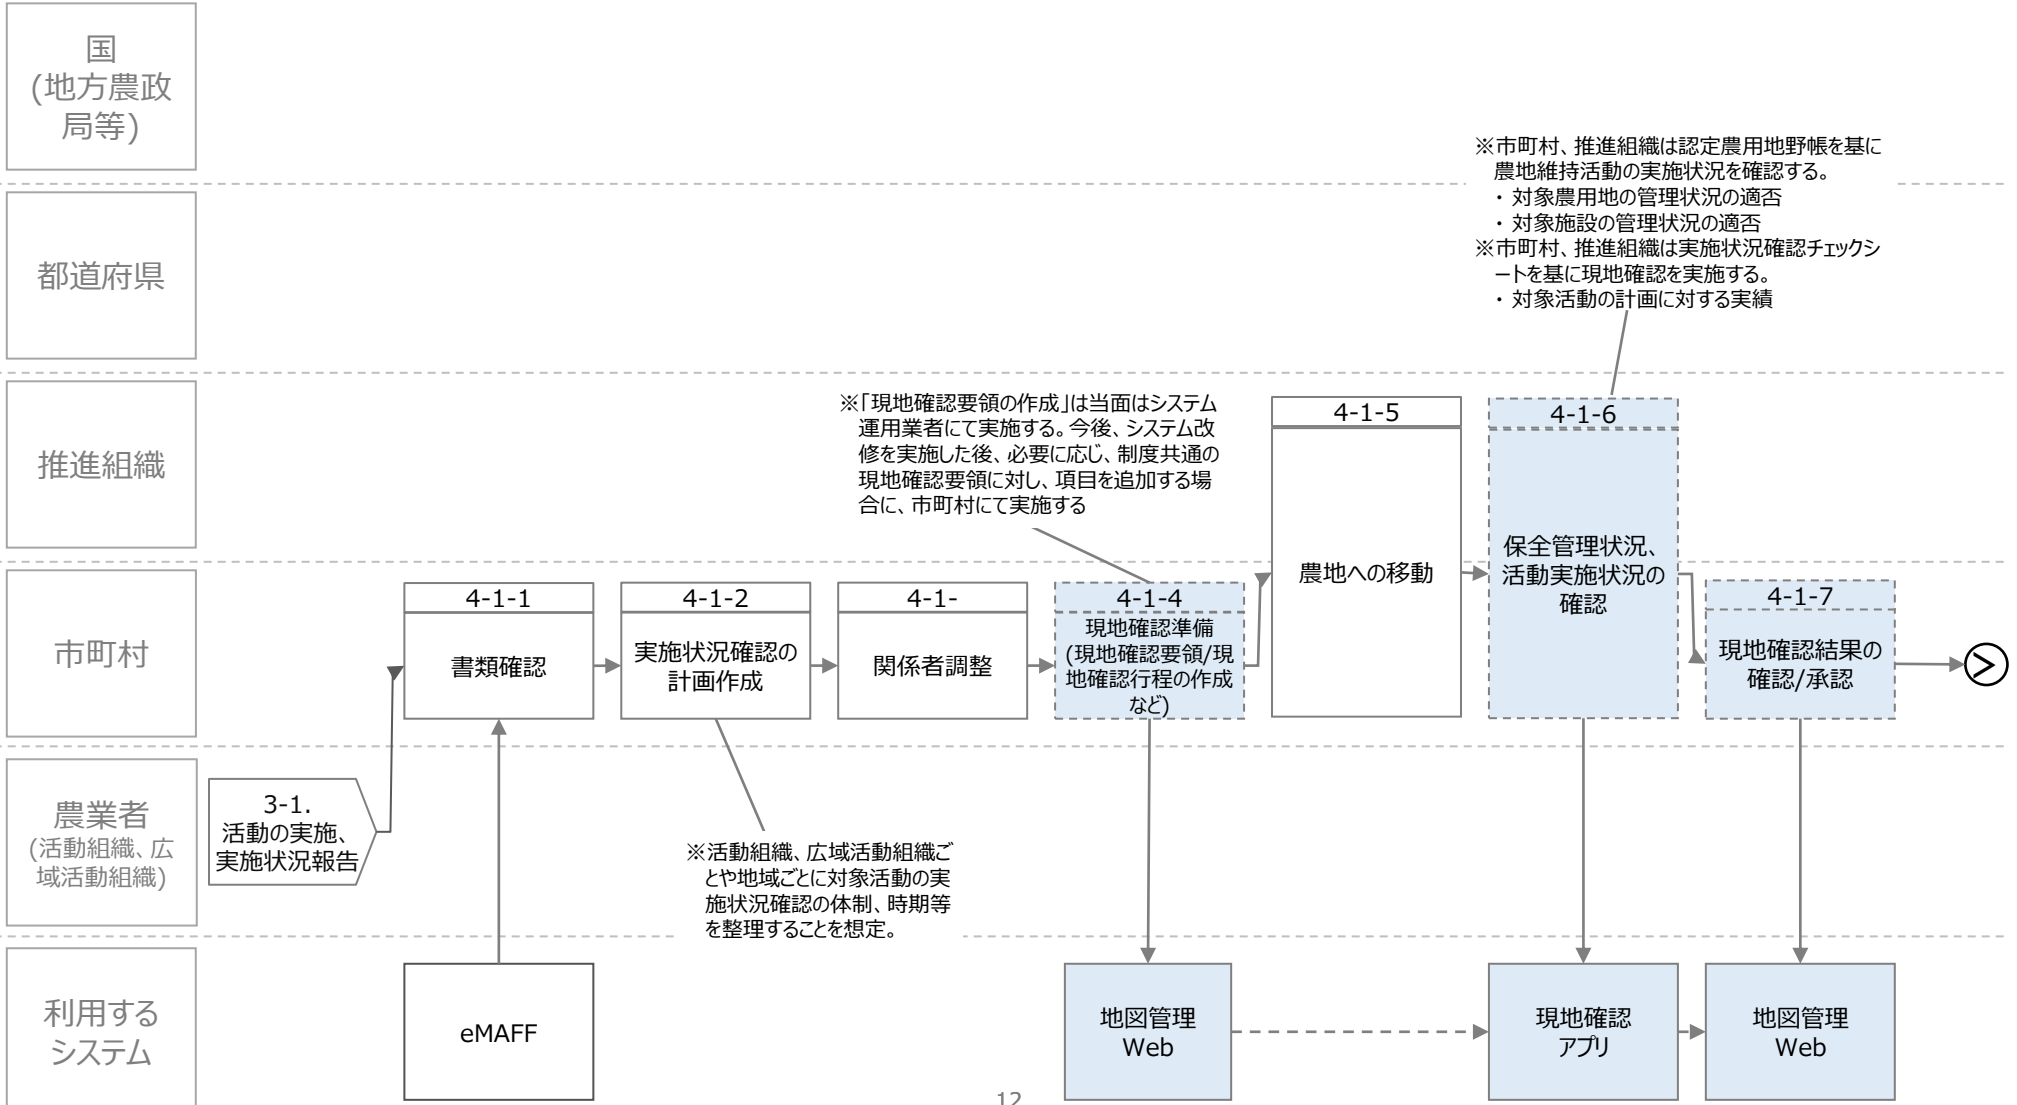 国
(地方農政
局等)
※市町村、推進組織は認定農用地野帳を基に
農地維持活動の実施状況を確認する。
・対象農用地の管理状況の適否
・対象施設の管理状況の適否
※市町村、推進組織は実施状況確認チェックシ
ートを基に現地確認を実施する。
・対象活動の計画に対する実績
都道府県
推進組織
※「現地確認要領の作成」は当面はシステム
運用業者にて実施する。今後、システム改
修を実施した後、必要に応じ、制度共通の
現地確認要領に対し、項目を追加する場
合に、市町村にて実施する
4-1-5
農地への移動
4-1-6
保全管理状況、
活動実施状況の
確認
市町村
4-1-1
書類確認
4-1-2
実施状況確認の
計画作成
4-1-
関係者調整
4-1-4
現地確認準備
(現地確認要領/現
地確認行程の作成
など)
4-1-7
現地確認結果の
確認/承認
>
農業者
(活動組織、広
域活動組織)
3-1.
活動の実施、
実施状況報告
※活動組織、広域活動組織ご
とや地域ごとに対象活動の実
施状況確認の体制、時期等
を整理することを想定。
利用する
システム
eMAFF
地図管理
Web
現地確認
アプリ
地図管理
Web
12